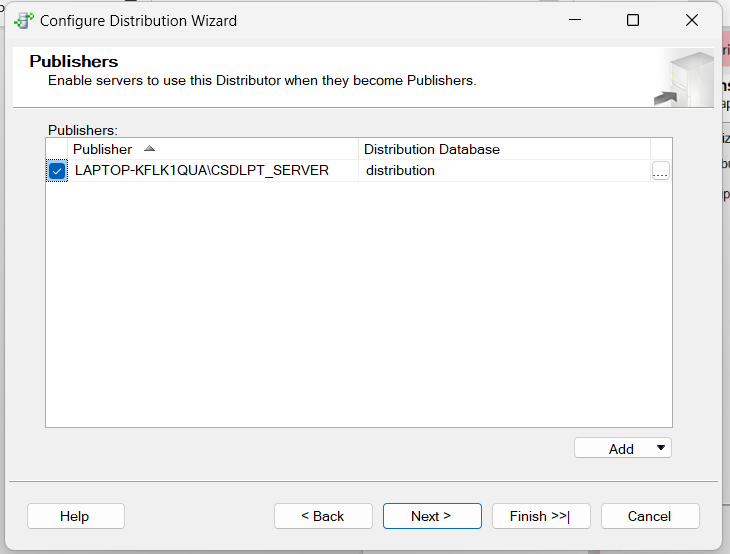 Configure Distribution Wizard
Publishers
Enable servers to use this Distributor when they become Publishers.
Publishers:
Publisher Distribution Database
LAPTOP-KFLK1QUA\CSDLPT_SERVER distribution ....
Add
Help < Back Next > Finish >>| Cancel